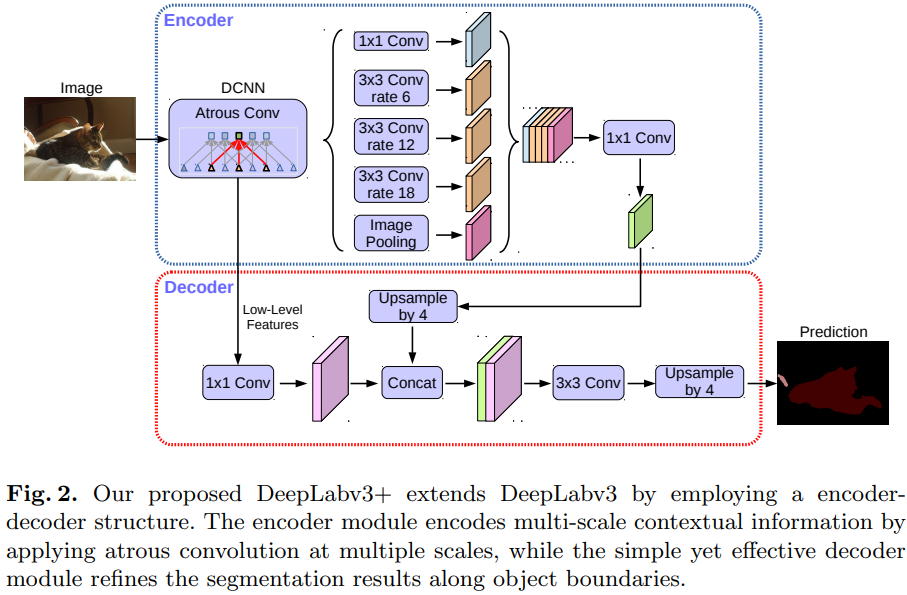 Encoder
Image
DCNN
Atrous Conv
1x1 Conv
3x3 Conv
rate 6
3x3 Conv
rate 12
3x3 Conv
rate 18
Image
Pooling
1x1 Conv
Decoder
Low-Level
Features
Upsample
by 4
1x1 Conv
Concat
3x3 Conv
Upsample
by 4
Prediction
Fig. 2. Our proposed DeepLabv3+ extends DeepLabv3 by employing a encoder-
decoder structure. The encoder module encodes multi-scale contextual information by
applying atrous convolution at multiple scales, while the simple yet effective decoder
module refines the segmentation results along object boundaries.